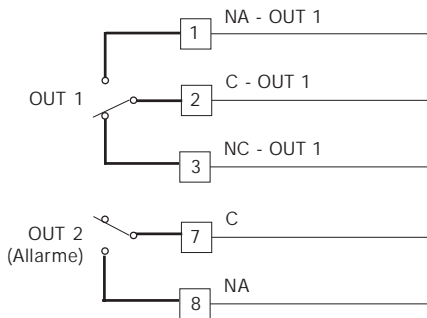 NA - OUT 1
1
C - OUT 1
OUT 1
2
NC - OUT 1
3
C
OUT 2
7
(Allarme)
NA
8